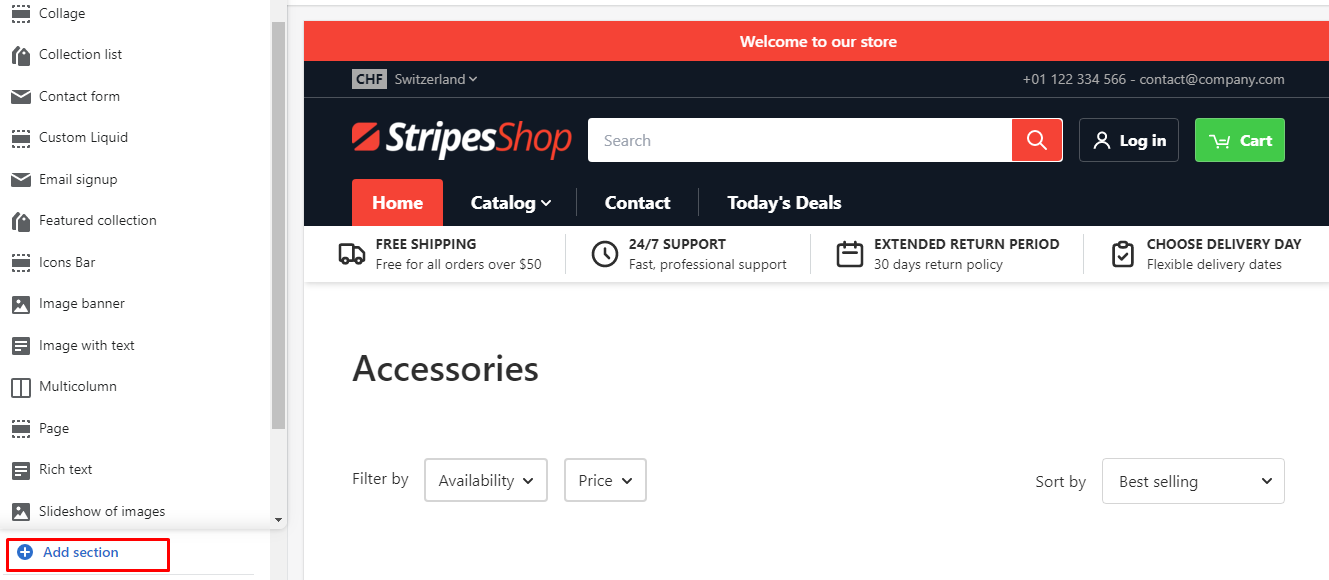 Collage
Collection list
Contact form
Custom Liquid
Email signup
Featured collection
Icons Bar
Image banner
Image with text
Multicolumn
Page
Rich text
Slideshow of images
Add section
Welcome to our store
CHF Switzerland
+01 122 334 566 - contact@company.com
StripesShop
Search
Log in
Cart
Home
Catalog
Contact
Today's Deals
FREE SHIPPING
Free for all orders over $50
24/7 SUPPORT
Fast, professional support
EXTENDED RETURN PERIOD
30 days return policy
CHOOSE DELIVERY DAY
Flexible delivery dates
Accessories
Filter by
Availability
Price
Sort by
Best selling